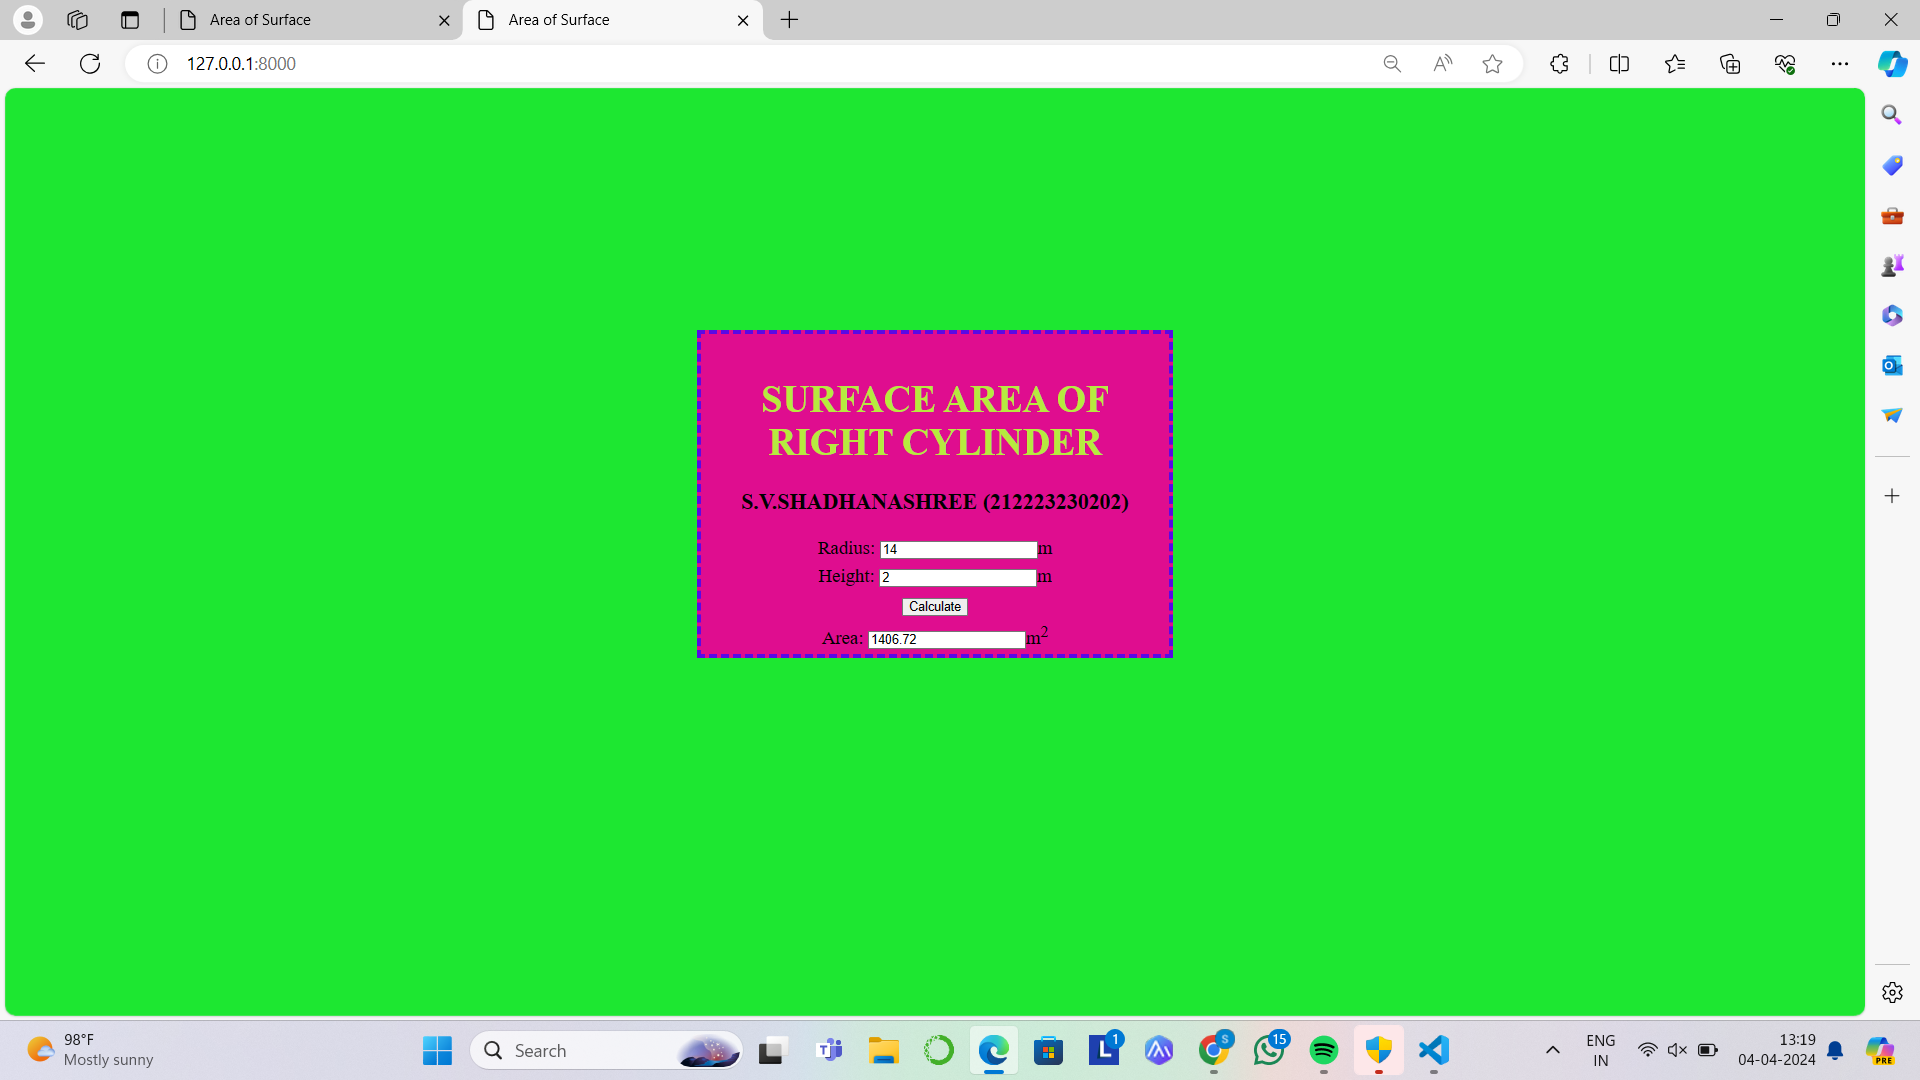 Area of Surface
Area of Surface
127.0.0.1:8000
SURFACE AREA OF
RIGHT CYLINDER
S.V.SHADHANASHREE (212223230202)
Radius: 14 m
Height: 2 m
Calculate
Area: 1406.72 m²
98°F
Mostly sunny
Search
1
S
15
ENG
IN
13:19
04-04-2024
PRE